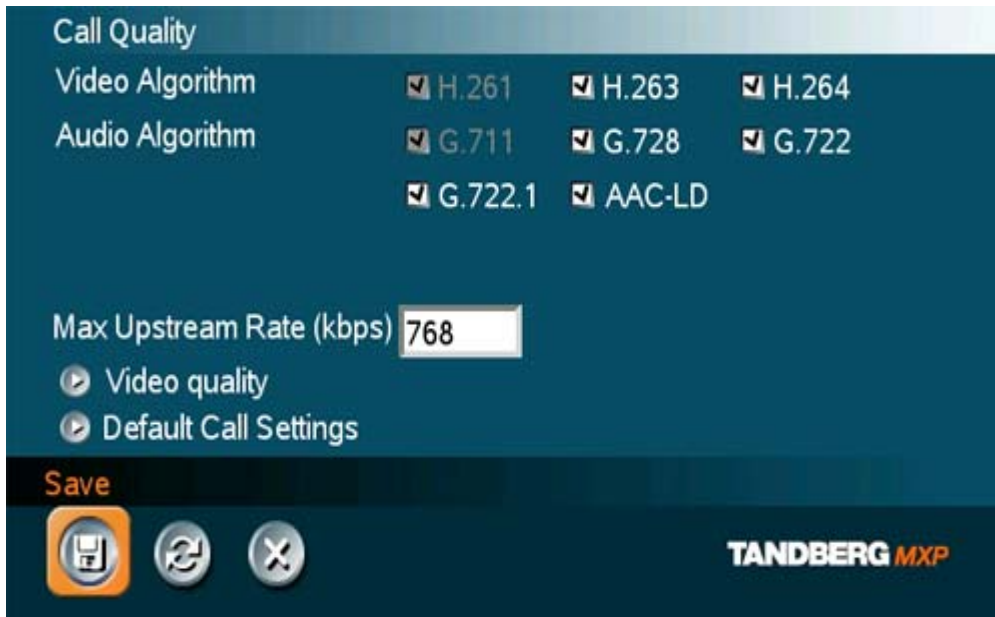 Call Quality
Video Algorithm H.261 H.263 H.264
Audio Algorithm G.711 G.728 G.722
G.722.1 AAC-LD
Max Upstream Rate (kbps) 768
Video quality
Default Call Settings
Save
TANDBERG MXP